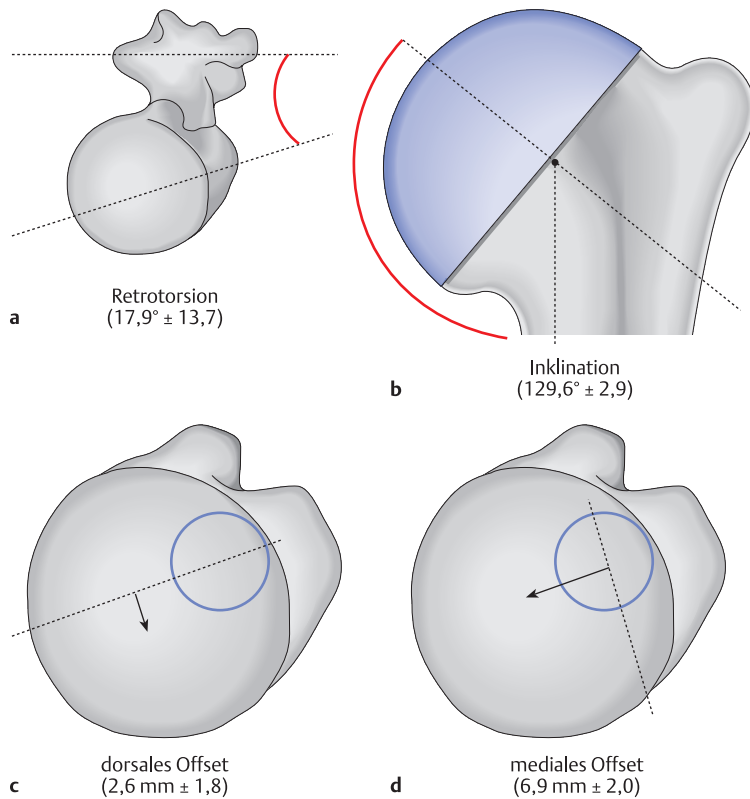 Retrotorsion
a (17,9° ± 13,7)
Inklination
b (129,6° ± 2,9)
dorsales Offset
c (2,6 mm ± 1,8)
mediales Offset
d (6,9 mm ± 2,0)